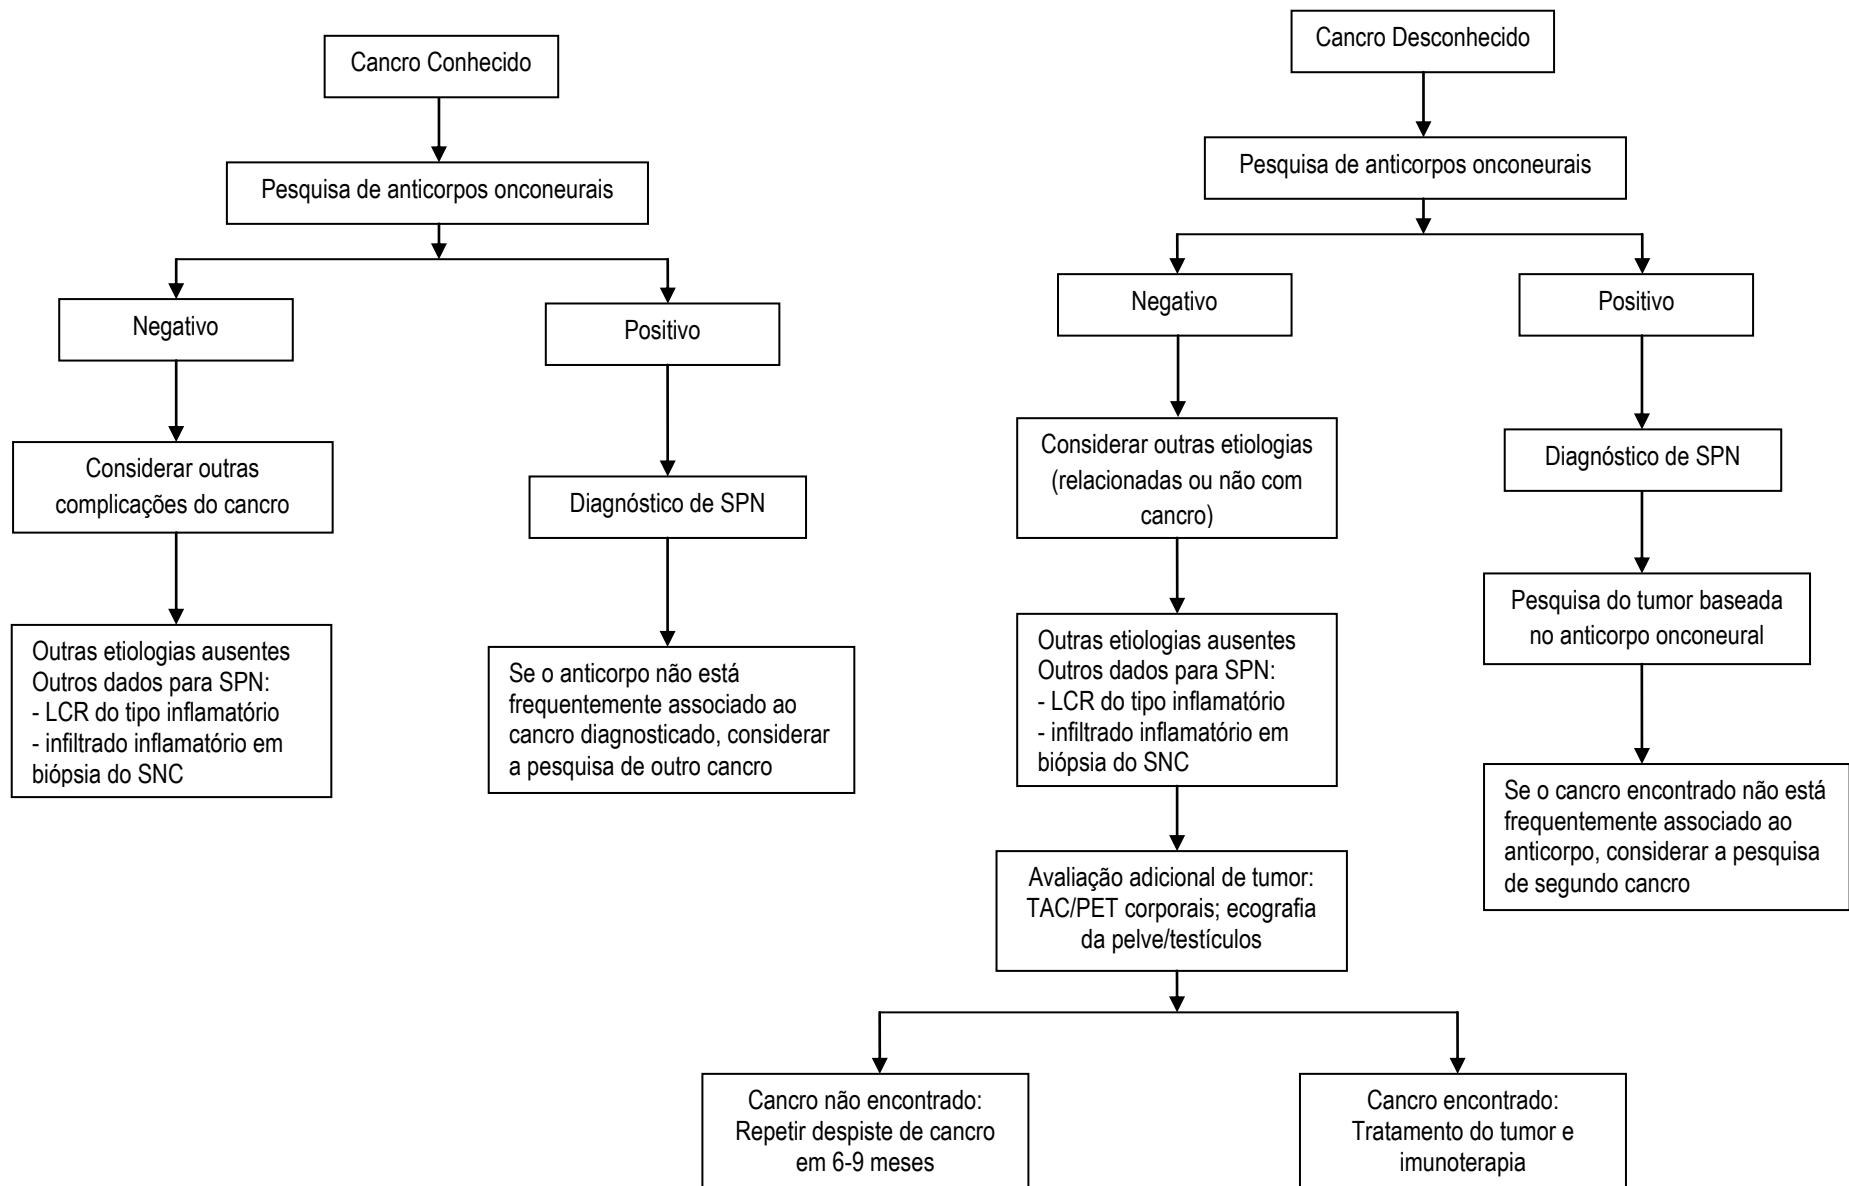 Cancro Conhecido
Pesquisa de anticorpos onconeurais
Negativo
Positivo
Considerar outras
complicações do cancro
Diagnóstico de SPN
Outras etiologias ausentes
Outros dados para SPN:
- LCR do tipo inflamatório
- infiltrado inflamatório em
biópsia do SNC
Se o anticorpo não está
frequentemente associado ao
cancro diagnosticado, considerar
a pesquisa de outro cancro
Cancro Desconhecido
Pesquisa de anticorpos onconeurais
Negativo
Positivo
Considerar outras etiologias
(relacionadas ou não com
cancro)
Diagnóstico de SPN
Outras etiologias ausentes
Outros dados para SPN:
- LCR do tipo inflamatório
- infiltrado inflamatório em
biópsia do SNC
Pesquisa do tumor baseada
no anticorpo onconeural
Se o cancro encontrado não está
frequentemente associado ao
anticorpo, considerar a pesquisa
de segundo cancro
Avaliação adicional de tumor:
TAC/PET corporais; ecografia
da pelve/testículos
Cancro não encontrado:
Repetir despiste de cancro
em 6-9 meses
Cancro encontrado:
Tratamento do tumor e
imunoterapia